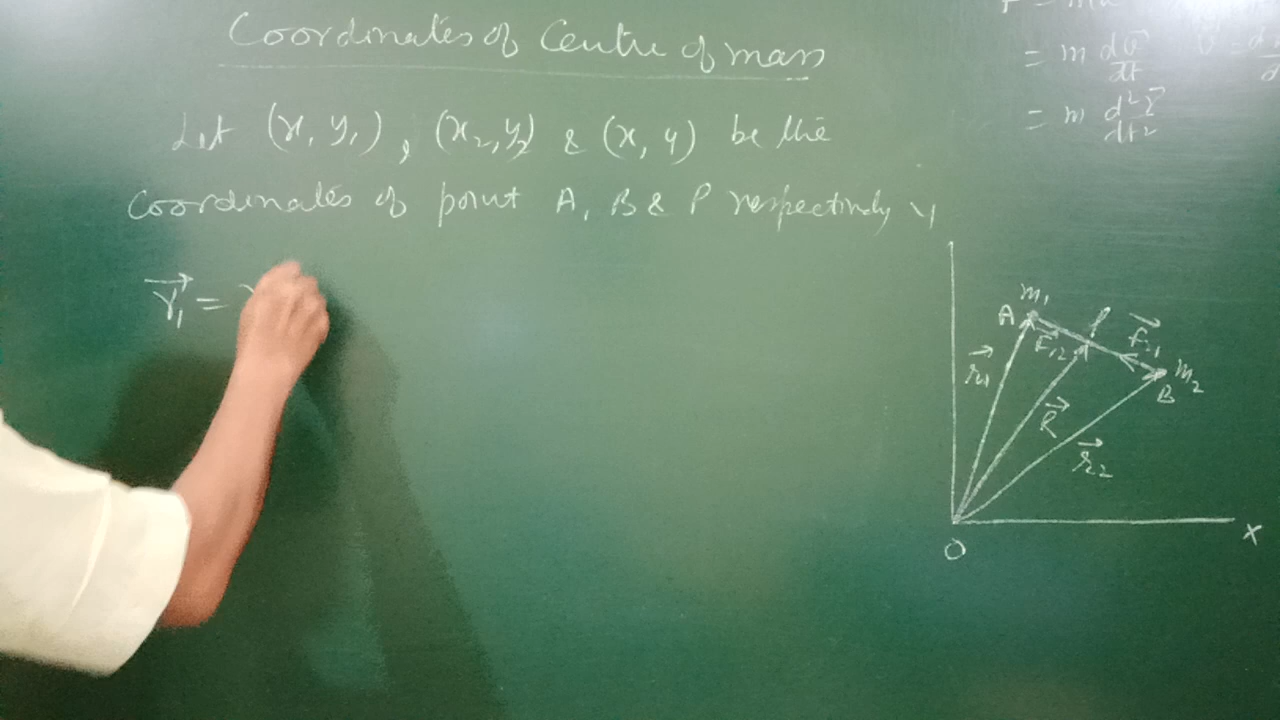 Coordinates of Centre of mass
Let (x, y₁), (x₂, y₂) & (x, y) be the
Coordinates of point A, B & P respectively
r⃗₁ =
= m dv⃗/dt
= m d²r⃗/dt²
y
m₁
A
P
F⃗₁₂
F⃗₂₁
m₂
B
r⃗₁
R⃗
r⃗₂
O
X